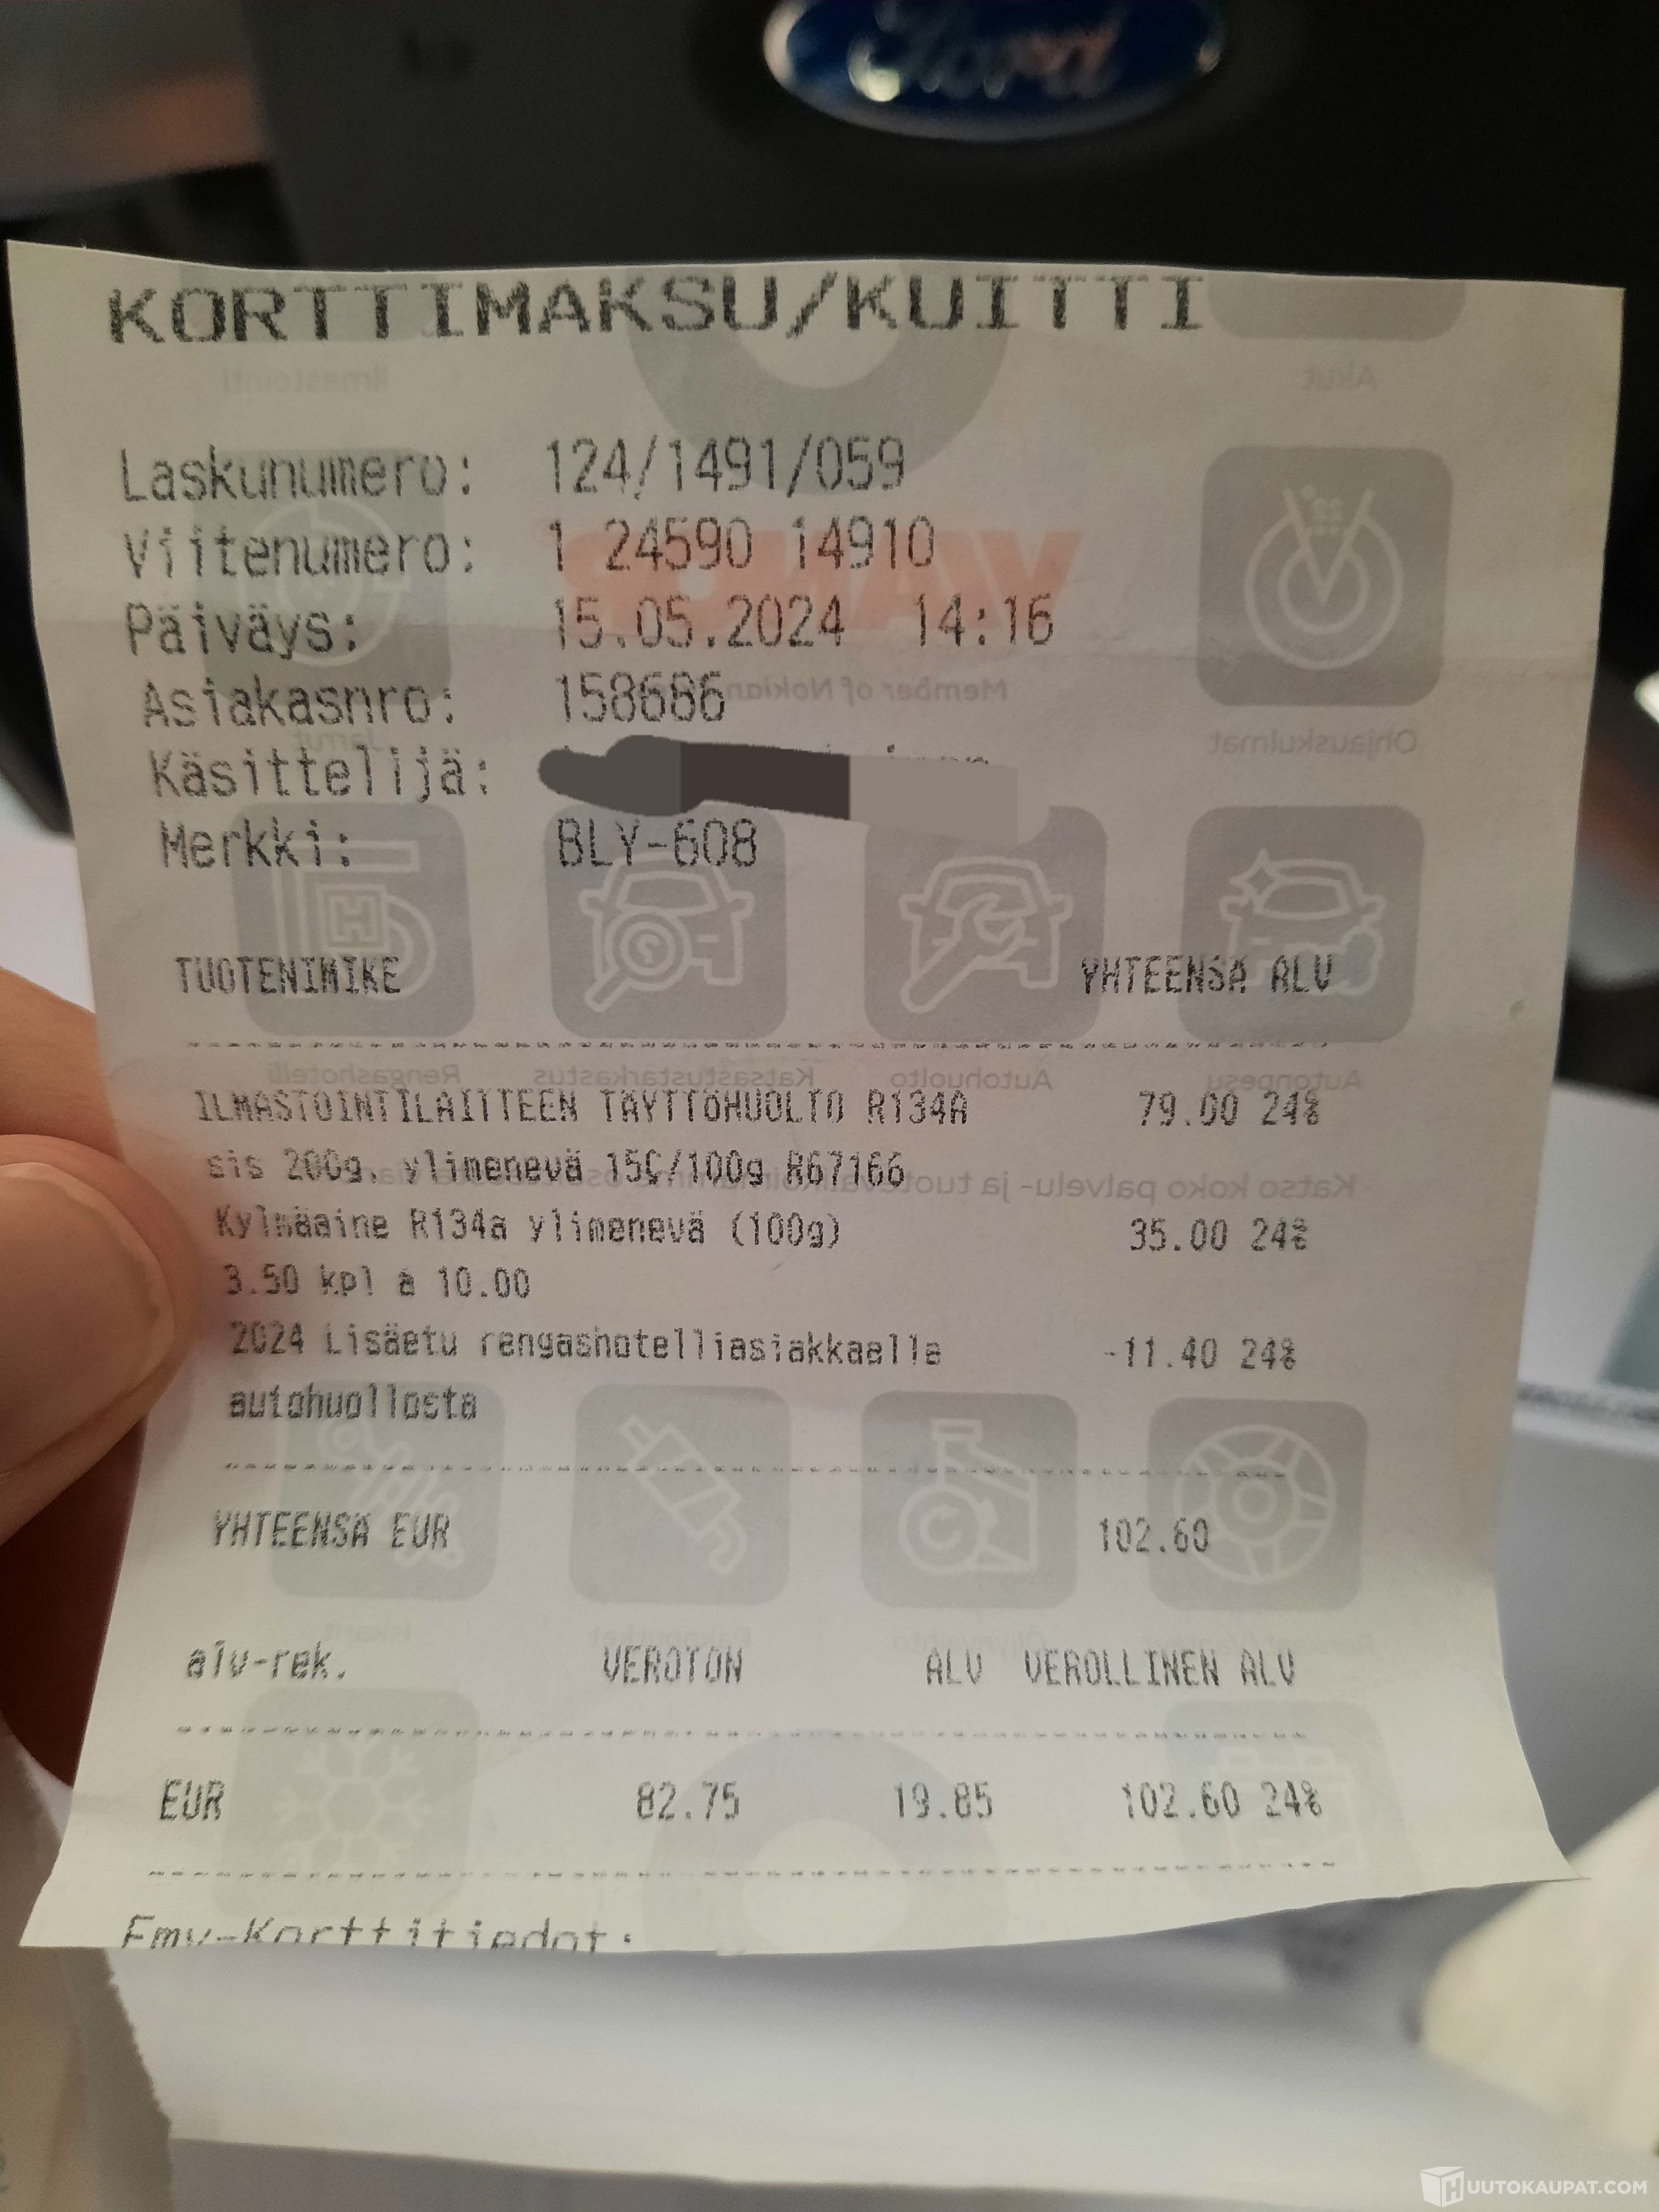 Ford
KORTTIMAKSU/KUITTI
Ilmastointi
Akut
Laskunumero: 124/1491/059
Viitenumero: 1 24590 14910
Päiväys: 15.05.2024 14:16
Member of Nokian
Asiakasnro: 158686
Jarrut
Ohjauskulmat
Käsittelijä:
Merkki: BLY-608
TUOTENIMIKE YHTEENSÄ ALV
Rengashotelli Katsastustarkastus Autohuolto Autonpesu
ILMASTOINTILAITTEEN TÄYTTÖHUOLTO R134A 79.00 24%
sis 200g, ylimenevä 15€/100g R67166
Katso koko palvelu- ja
Kylmäaine R134a ylimenevä (100g) 35.00 24%
3.50 kpl à 10.00
2024 Lisäetu rengashotelliasiakkaalle -11.40 24%
autohuollosta
YHTEENSÄ EUR 102.60
alv-rek. VEROTON ALV VEROLLINEN ALV
EUR 82.75 19.85 102.60 24%
Emv-Korttitiedot:
HUUTOKAUPAT.COM